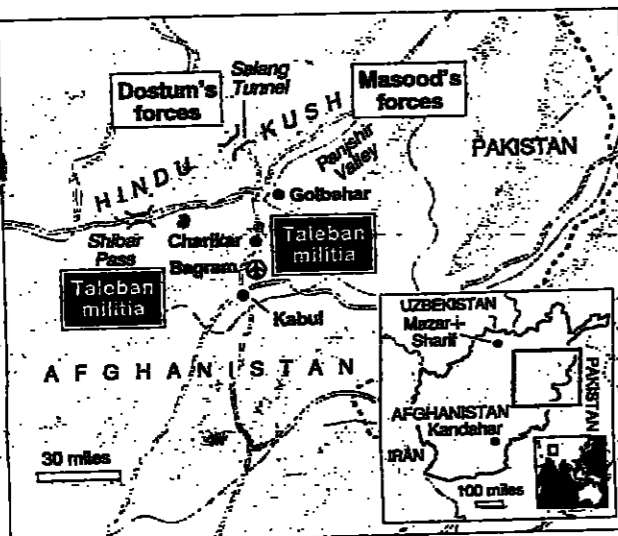 Dostum's
forces
Salang
Tunnel
Masood's
forces
HINDU KUSH
Panjshir
Valley
PAKISTAN
Golbahar
Shibar
Pass
Charikar
Taleban
militia
Bagram
Taleban
militia
Kabul
AFGHANISTAN
30 miles
UZBEKISTAN
Mazar-i-
Sharif
PAKISTAN
AFGHANISTAN
Kandahar
IRAN
100 miles